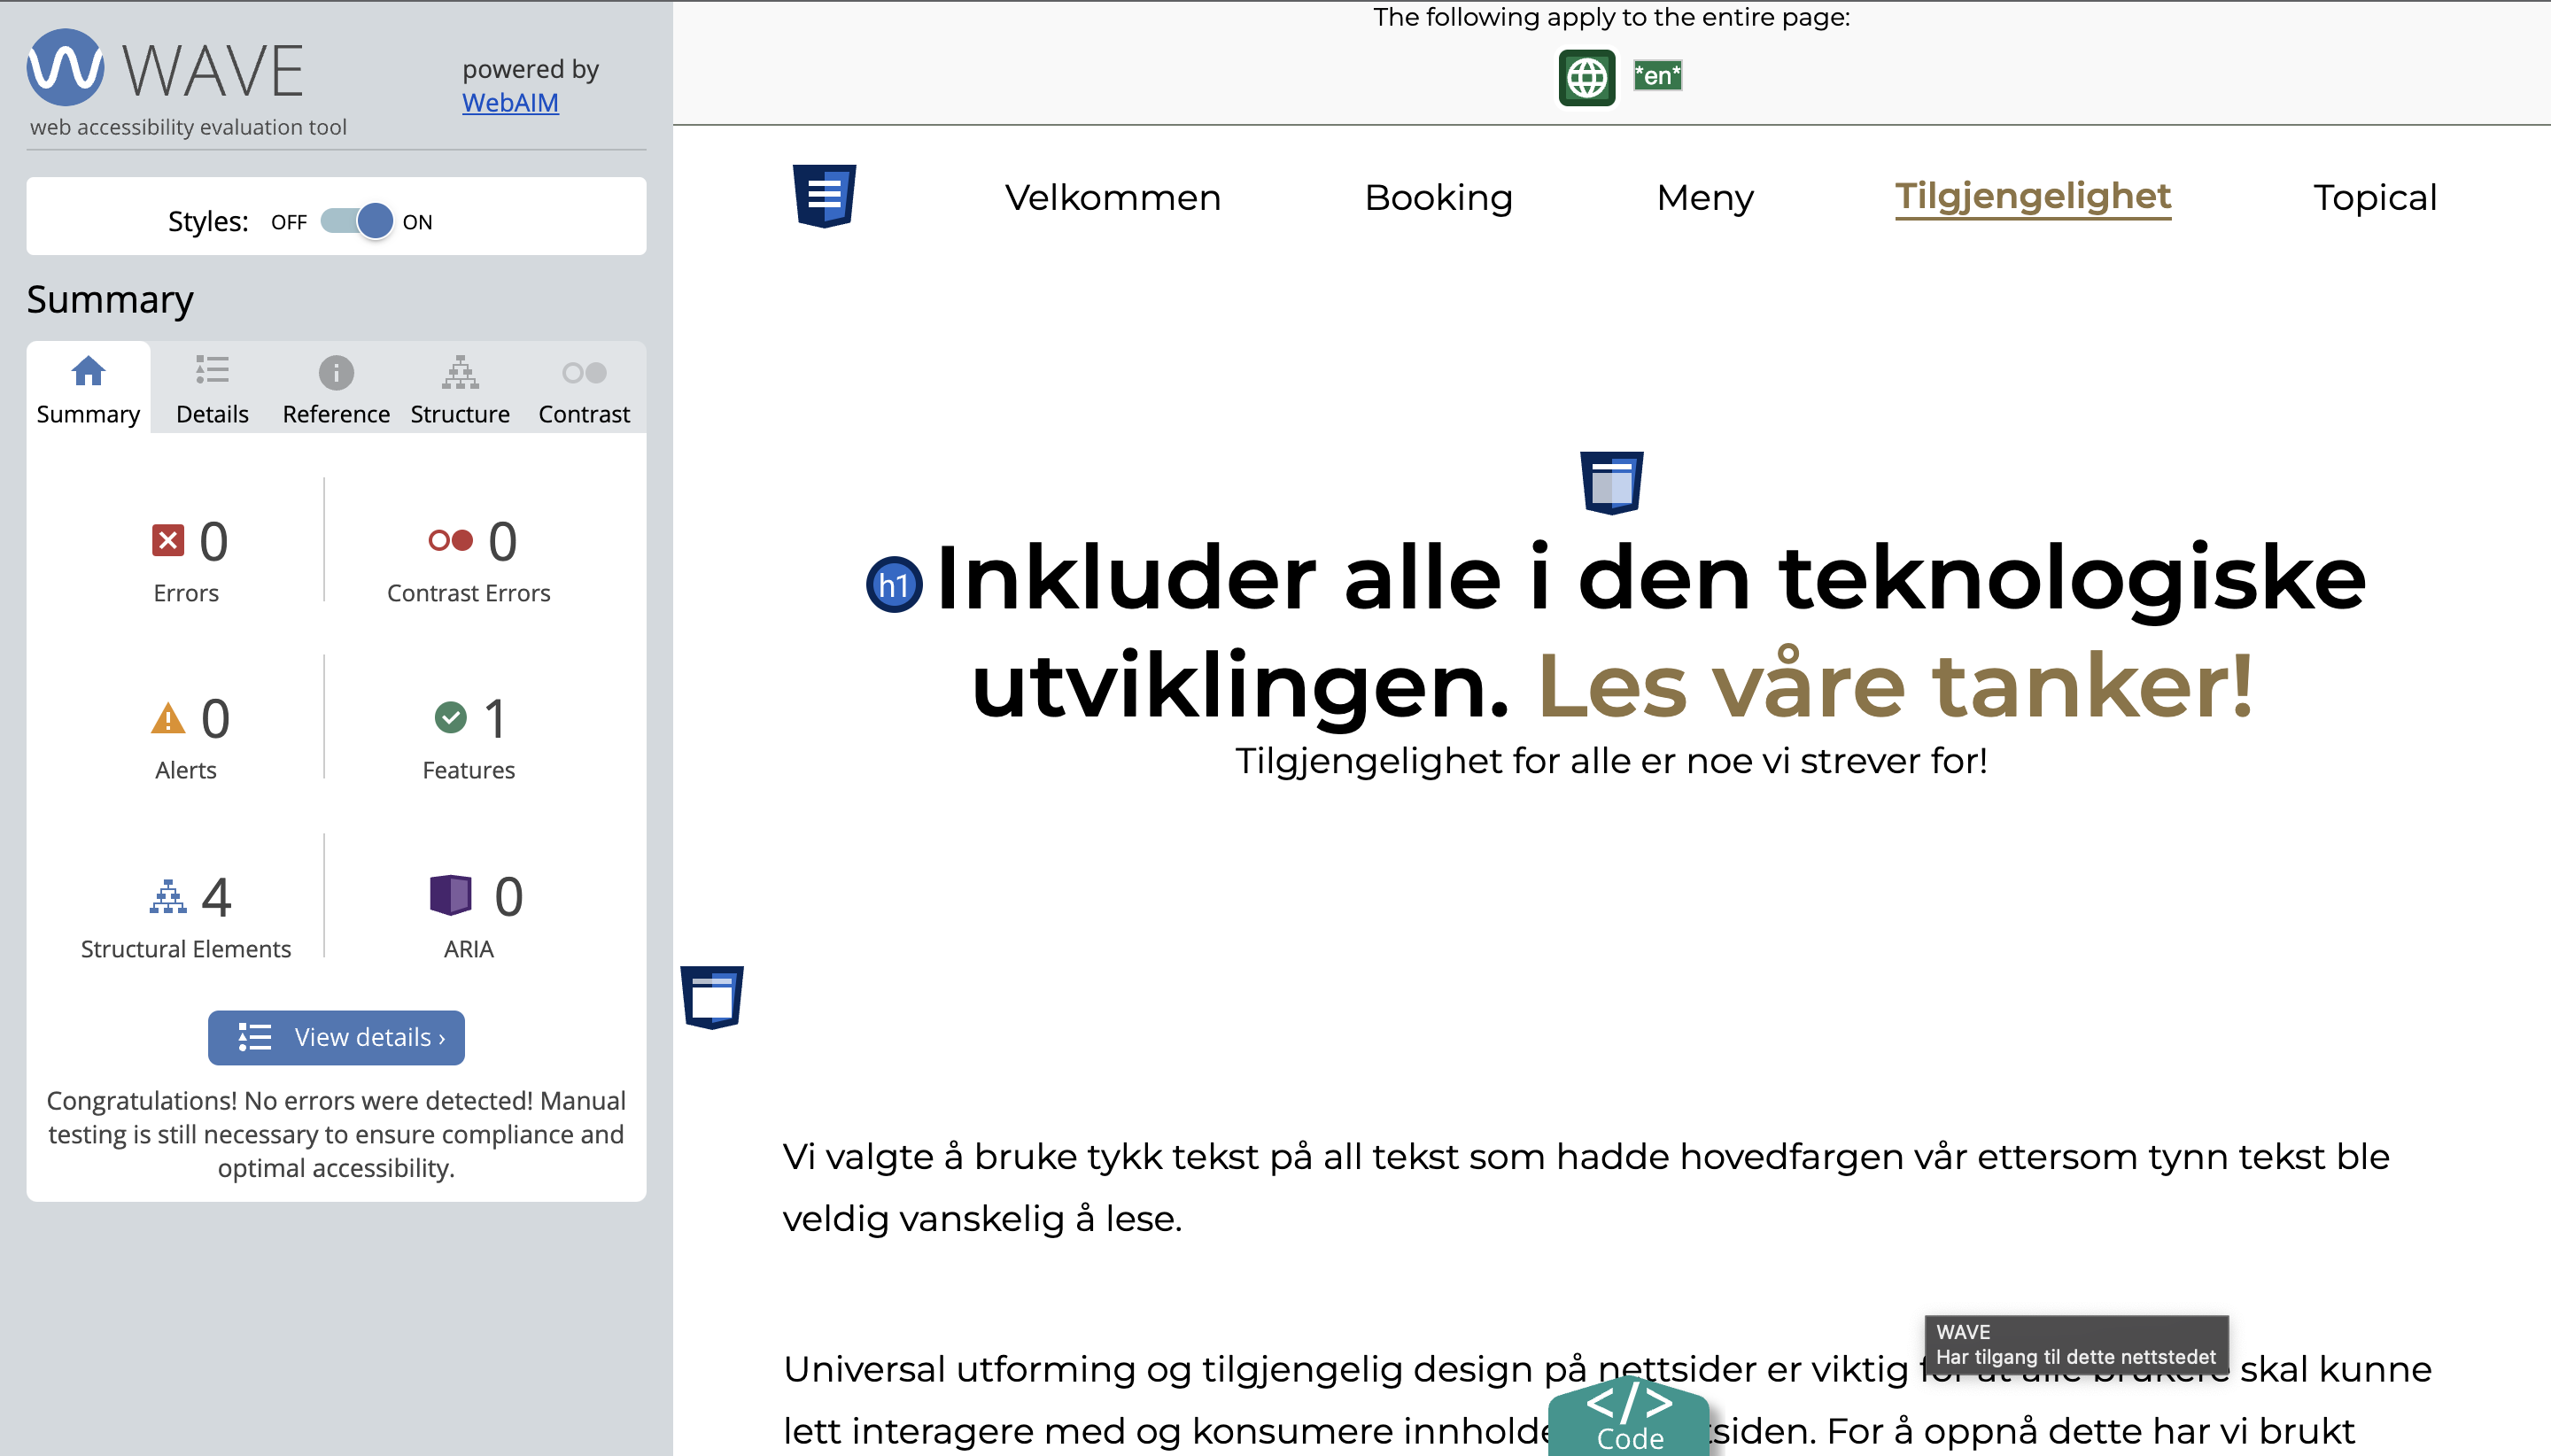 WAVE
powered by
WebAIM
web accessibility evaluation tool
Styles: OFF ON
Summary
Summary Details Reference Structure Contrast
0 Errors
0 Contrast Errors
0 Alerts
1 Features
4 Structural Elements
0 ARIA
View details ›
Congratulations! No errors were detected! Manual
testing is still necessary to ensure compliance and
optimal accessibility.
The following apply to the entire page:
*en*
Velkommen Booking Meny Tilgjengelighet Topical
h1 Inkluder alle i den teknologiske
utviklingen. Les våre tanker!
Tilgjengelighet for alle er noe vi strever for!
Vi valgte å bruke tykk tekst på all tekst som hadde hovedfargen vår ettersom tynn tekst ble
veldig vanskelig å lese.
WAVE
Har tilgang til dette nettstedet
Universal utforming og tilgjengelig design på nettsider er viktig for at alle brukere skal kunne
lett interagere med og konsumere For å oppnå dette har vi brukt
</> Code